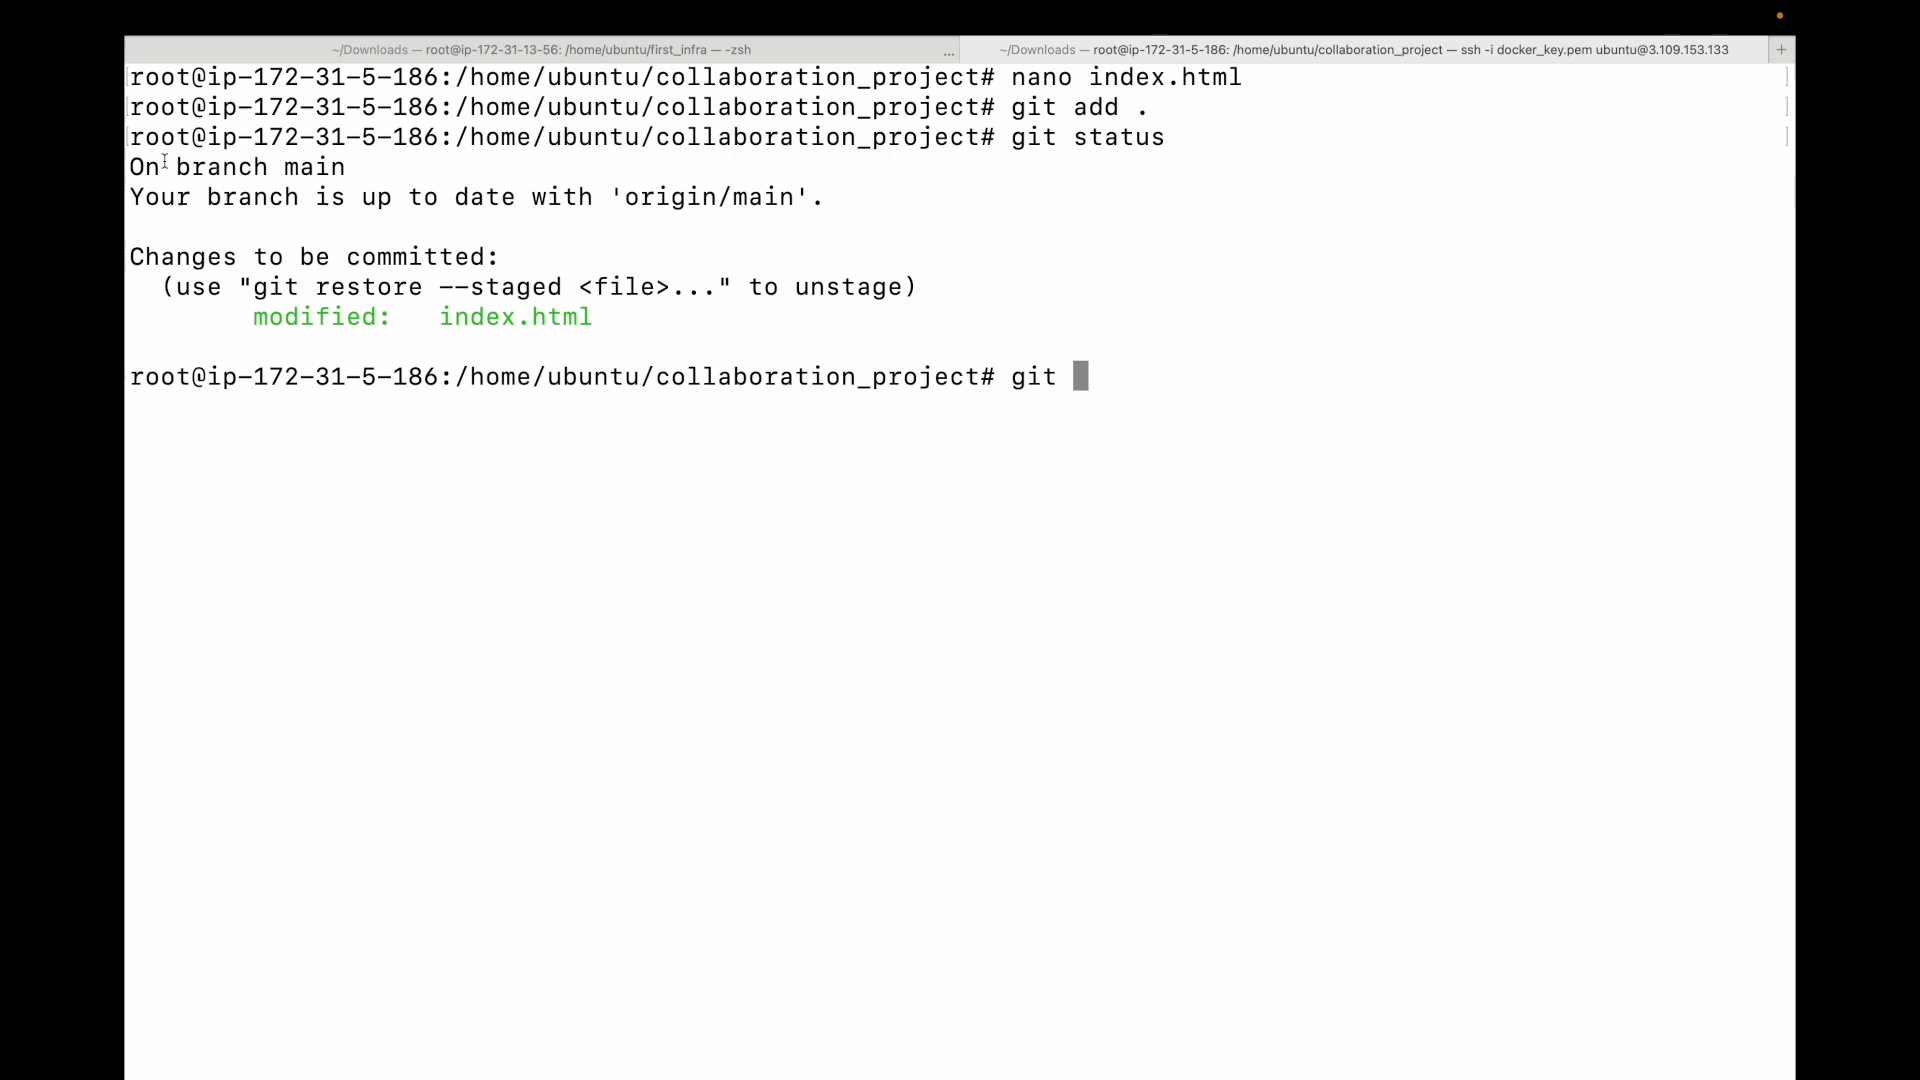 ~/Downloads — root@ip-172-31-13-56: /home/ubuntu/first_infra — -zsh ... ~/Downloads — root@ip-172-31-5-186: /home/ubuntu/collaboration_project — ssh -i docker_key.pem ubuntu@3.109.153.133 +
[root@ip-172-31-5-186:/home/ubuntu/collaboration_project# nano index.html ]
[root@ip-172-31-5-186:/home/ubuntu/collaboration_project# git add . ]
[root@ip-172-31-5-186:/home/ubuntu/collaboration_project# git status ]
On branch main
Your branch is up to date with 'origin/main'.
Changes to be committed:
(use "git restore --staged <file>..." to unstage)
modified: index.html
root@ip-172-31-5-186:/home/ubuntu/collaboration_project# git